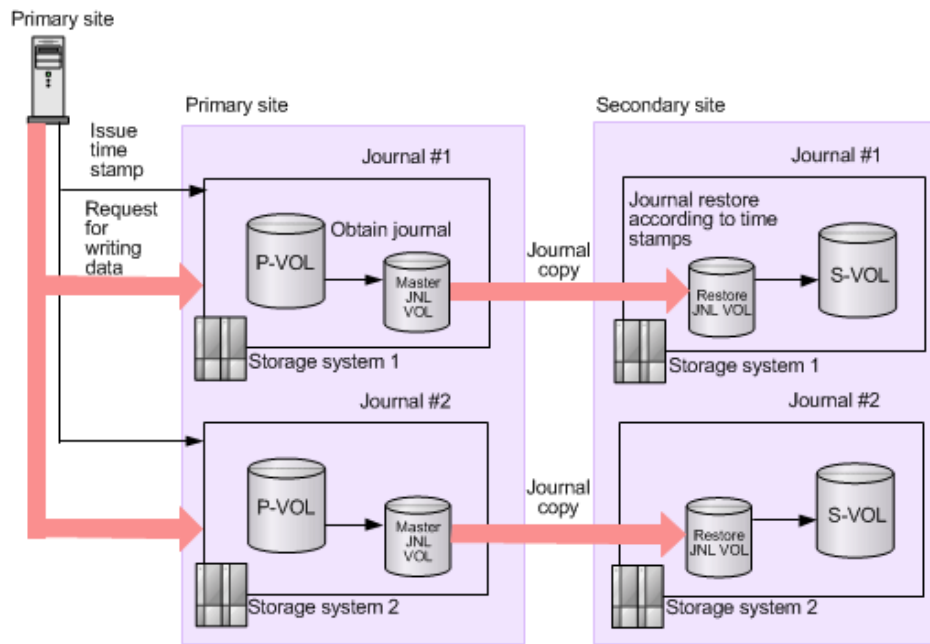 Primary site
Issue
time
stamp
Request
for
writing
data
Primary site
Journal #1
P-VOL
Obtain journal
Master
JNL
VOL
Storage system 1
Journal #2
P-VOL
Master
JNL
VOL
Storage system 2
Journal
copy
Journal
copy
Secondary site
Journal #1
Journal restore
according to time
stamps
Restore
JNL VOL
S-VOL
Storage system 1
Journal #2
Restore
JNL VOL
S-VOL
Storage system 2